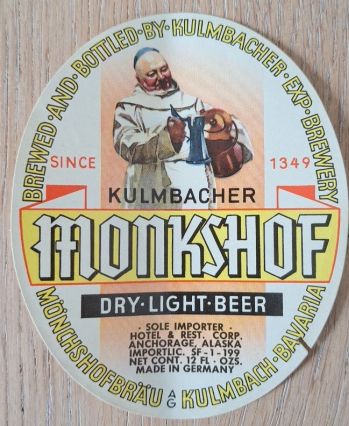 BREWED·AND·BOTTLED·BY·KULMBACHER·EXP·BREWERY
SINCE 1349
KULMBACHER
MONKSHOF
DRY·LIGHT·BEER
· SOLE IMPORTER ·
HOTEL & REST. CORP.
ANCHORAGE, ALASKA
IMPORTLIC. SF-1-199
NET CONT. 12 FL · OZS.
MADE IN GERMANY
MÖNCHSHOFBRÄU AG KULMBACH·BAVARIA